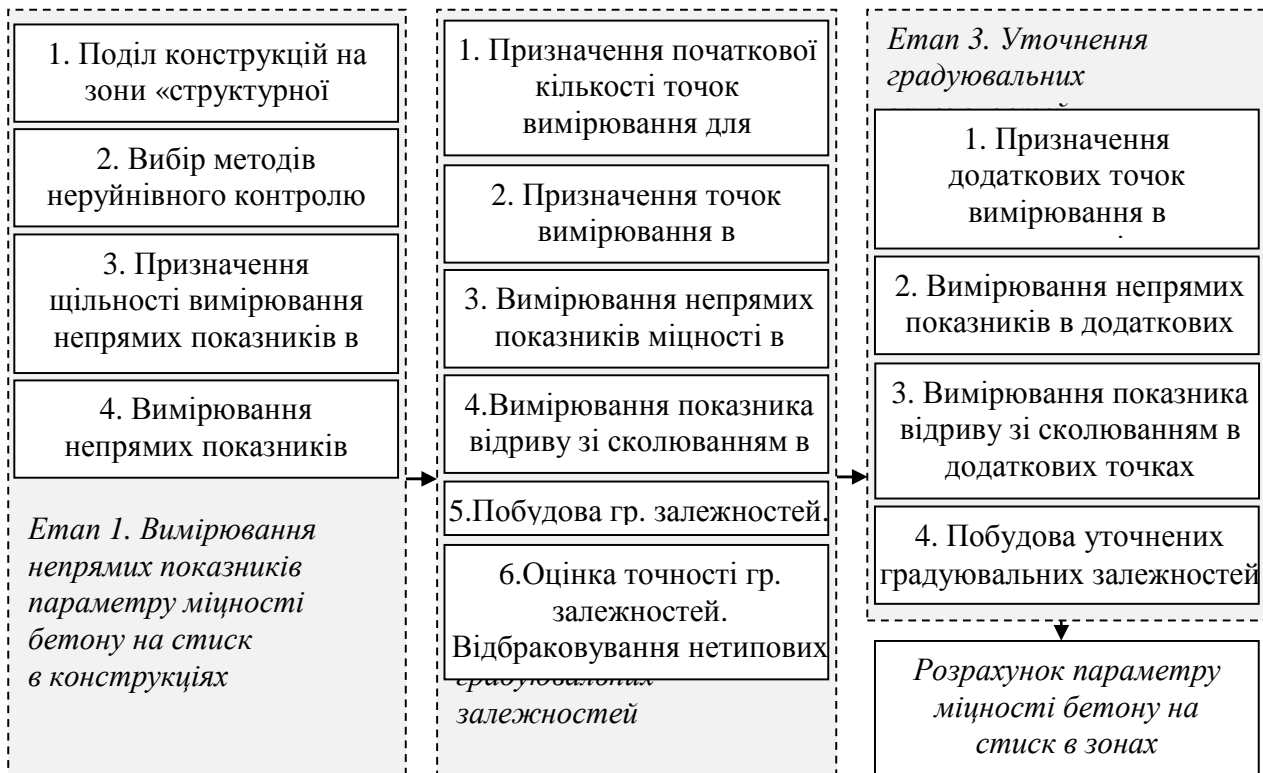 1. Поділ конструкцій на
зони «структурної
2. Вибір методів
неруйнівного контролю
3. Призначення
щільності вимірювання
непрямих показників в
4. Вимірювання
непрямих показників
Етап 1. Вимірювання
непрямих показників
параметру міцності
бетону на стиск
в конструкціях
1. Призначення початкової
кількості точок
вимірювання для
2. Призначення точок
вимірювання в
3. Вимірювання непрямих
показників міцності в
4.Вимірювання показника
відриву зі сколюванням в
5.Побудова гр. залежностей.
6.Оцінка точності гр.
залежностей.
Відбраковування нетипових
градуювальних
залежностей
Етап 3. Уточнення
градуювальних
1. Призначення
додаткових точок
вимірювання в
2. Вимірювання непрямих
показників в додаткових
3. Вимірювання показника
відриву зі сколюванням в
додаткових точках
4. Побудова уточнених
градуювальних залежностей
Розрахунок параметру
міцності бетону на
стиск в зонах